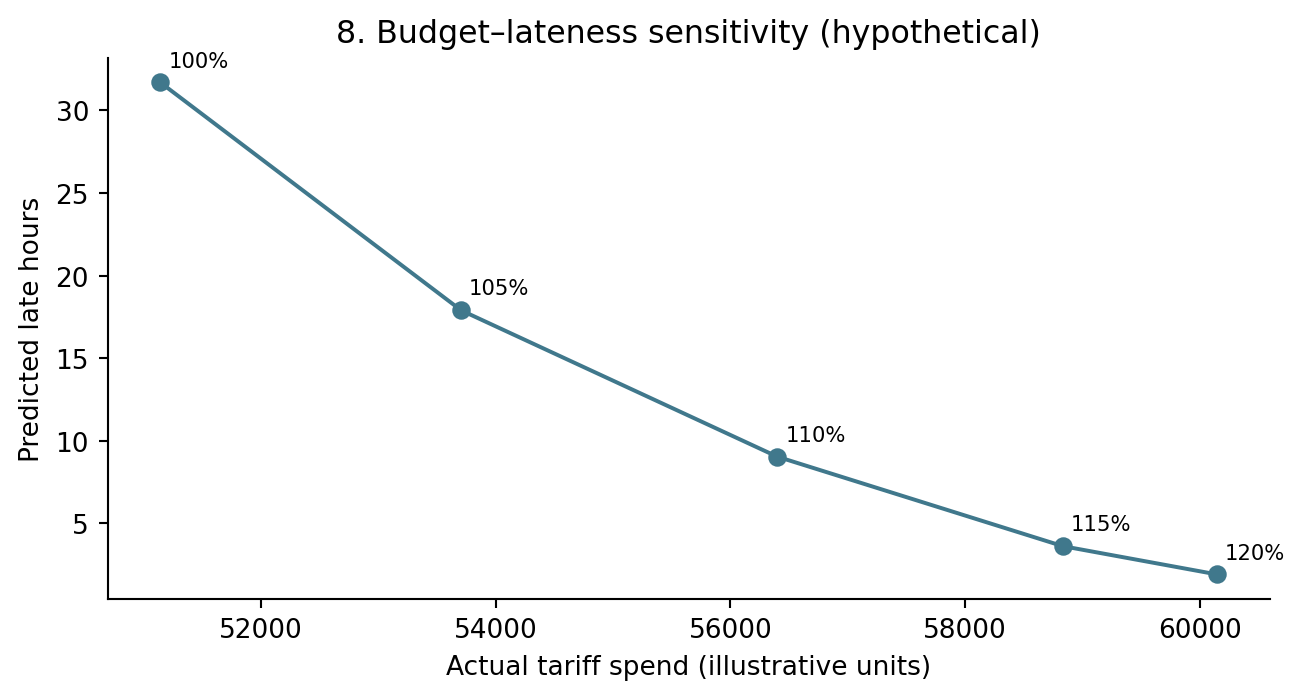 8. Budget–lateness sensitivity (hypothetical)
100%
30
25
105%
20
Predicted late hours
15
110%
10
115%
5
120%
52000 54000 56000 58000 60000
Actual tariff spend (illustrative units)